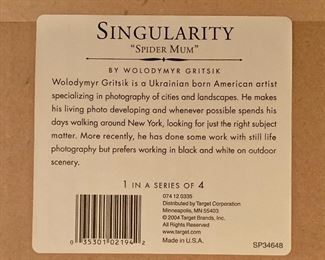 SINGULARITY
"SPIDER MUM"
BY WOLODYMYR GRITSIK
Wolodymyr Gritsik is a Ukrainian born American artist
specializing in photography of cities and landscapes. He makes
his living photo developing and whenever possible spends his
days walking around New York, looking for just the right subject
matter. More recently, he has done some work with still life
photography but prefers working in black and white on outdoor
scenery.
1 IN A SERIES OF 4
074 12 0335
Distributed by Target Corporation
Minneapolis, MN 55403
© 2004 Target Brands, Inc.
All Rights Reserved
www.target.com
Made in U.S.A.
0 35301 02194 2
SP34648